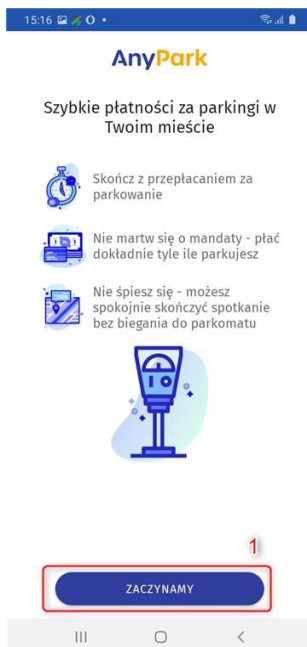 15:16
AnyPark
Szybkie płatności za parkingi w
Twoim mieście
Skończ z przepłacaniem za
parkowanie
Nie martw się o mandaty - płać
dokładnie tyle ile parkujesz
Nie śpiesz się - możesz
spokojnie skończyć spotkanie
bez biegania do parkomatu
1
ZACZYNAMY